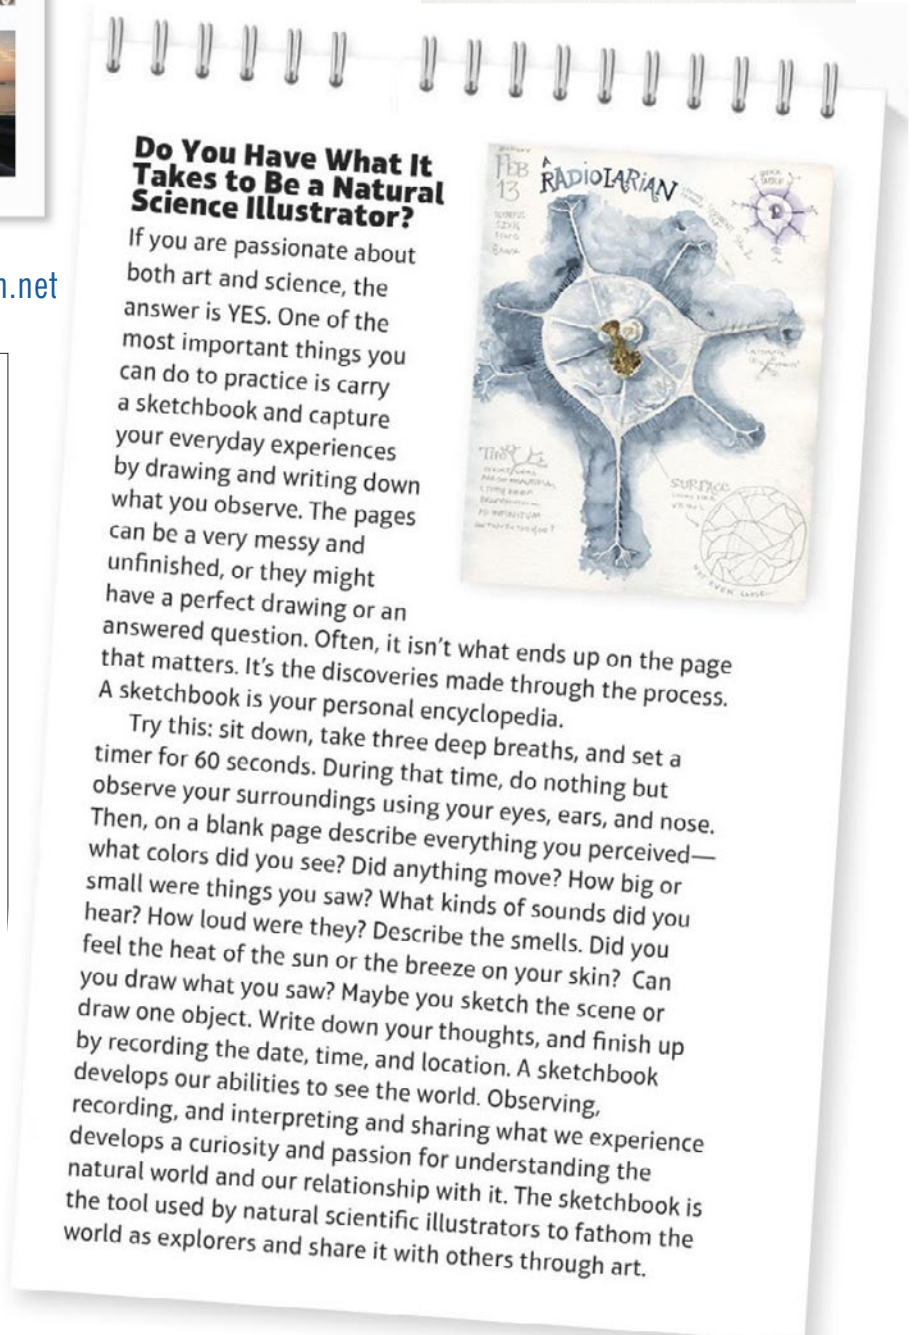 n.net
Do You Have What It
Takes to Be a Natural
Science Illustrator?
If you are passionate about
both art and science, the
answer is YES. One of the
most important things you
can do to practice is carry
a sketchbook and capture
your everyday experiences
by drawing and writing down
what you observe. The pages
can be a very messy and
unfinished, or they might
have a perfect drawing or an
answered question. Often, it isn't what ends up on the page
that matters. It's the discoveries made through the process.
A sketchbook is your personal encyclopedia.
Try this: sit down, take three deep breaths, and set a
timer for 60 seconds. During that time, do nothing but
observe your surroundings using your eyes, ears, and nose.
Then, on a blank page describe everything you perceived—
what colors did you see? Did anything move? How big or
small were things you saw? What kinds of sounds did you
hear? How loud were they? Describe the smells. Did you
feel the heat of the sun or the breeze on your skin? Can
you draw what you saw? Maybe you sketch the scene or
draw one object. Write down your thoughts, and finish up
by recording the date, time, and location. A sketchbook
develops our abilities to see the world. Observing,
recording, and interpreting and sharing what we experience
develops a curiosity and passion for understanding the
natural world and our relationship with it. The sketchbook is
the tool used by natural scientific illustrators to fathom the
world as explorers and share it with others through art.
FEB
13
A
RADIOLARIAN
SURFACE
AD INFINITUM
NOT EVEN CLOSE